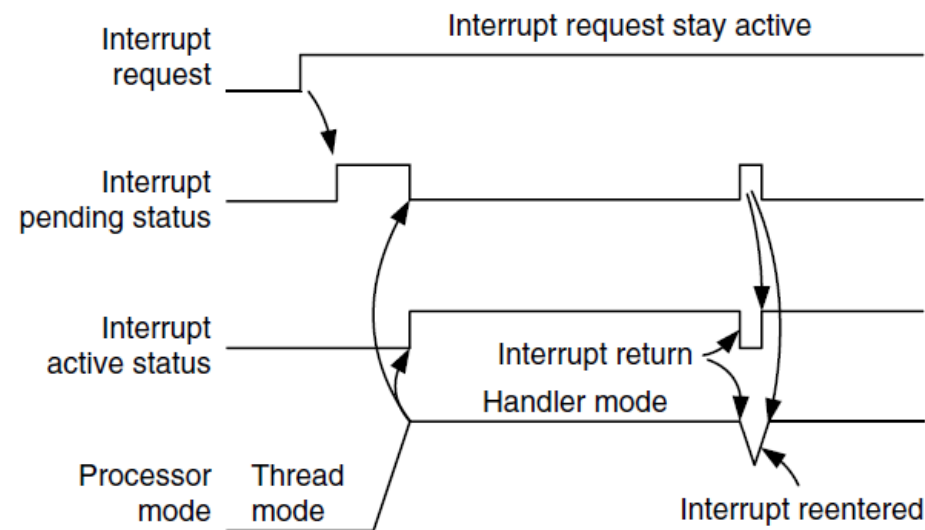 Interrupt request stay active
Interrupt
request
Interrupt
pending status
Interrupt
active status
Interrupt return
Handler mode
Processor
mode
Thread
mode
Interrupt reentered